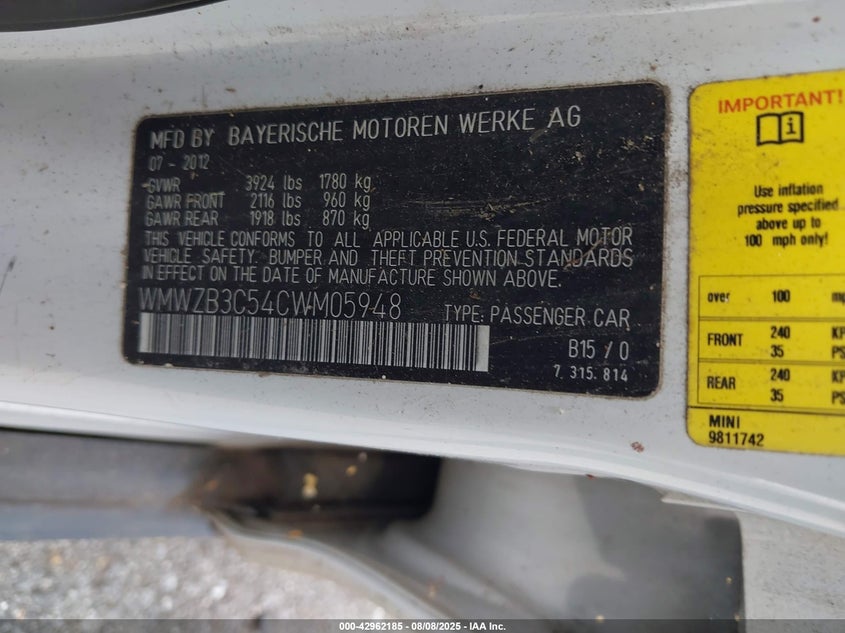 MFD BY BAYERISCHE MOTOREN WERKE AG
07 - 2012
GVWR 3924 lbs 1780 kg
GAWR FRONT 2116 lbs 960 kg
GAWR REAR 1918 lbs 870 kg
THIS VEHICLE CONFORMS TO ALL APPLICABLE U.S. FEDERAL MOTOR
VEHICLE SAFETY, BUMPER AND THEFT PREVENTION STANDARDS
IN EFFECT ON THE DATE OF MANUFACTURE SHOWN ABOVE.
WMWZB3C54CWM05948 TYPE: PASSENGER CAR
B15 / 0
7. 315. 814
IMPORTANT!
Use inflation
pressure specified
above up to
100 mph only!
over 100
FRONT 240
35
REAR 240
35
MINI
9811742
000-42962185 - 08/08/2025 - IAA Inc.